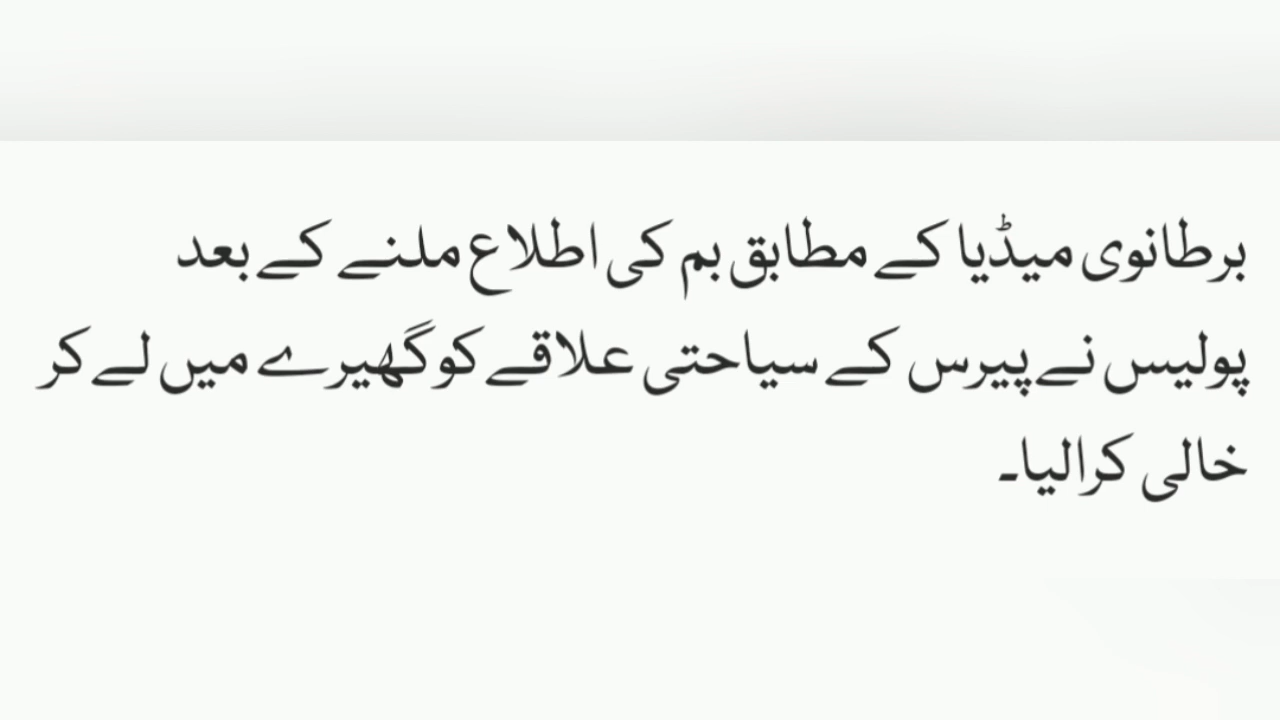 برطانوی میڈیا کے مطابق بم کی اطلاع ملنے کے بعد
پولیس نے پیرس کے سیاحتی علاقے کو گھیرے میں لے کر
خالی کرالیا۔